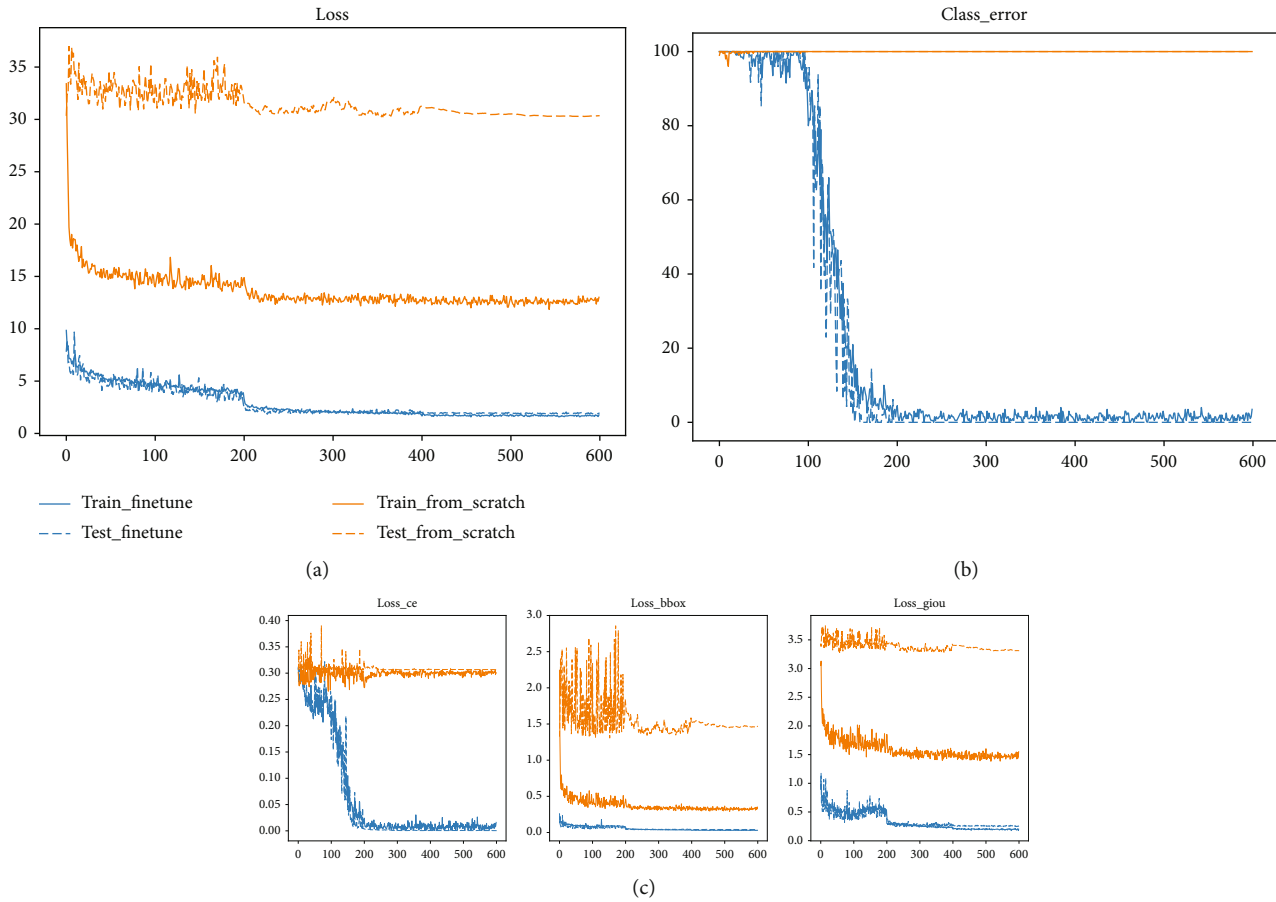 Loss
35
30
25
20
15
10
5
0
0 100 200 300 400 500 600
Train_finetune
Test_finetune
Train_from_scratch
Test_from_scratch
(a)
Class_error
100
80
60
40
20
0
0 100 200 300 400 500 600
(b)
Loss_ce
0.40
0.35
0.30
0.25
0.20
0.15
0.10
0.05
0.00
0 100 200 300 400 500 600
Loss_bbox
3.0
2.5
2.0
1.5
1.0
0.5
0.0
0 100 200 300 400 500 600
Loss_giou
3.5
3.0
2.5
2.0
1.5
1.0
0.5
0.0
0 100 200 300 400 500 600
(c)